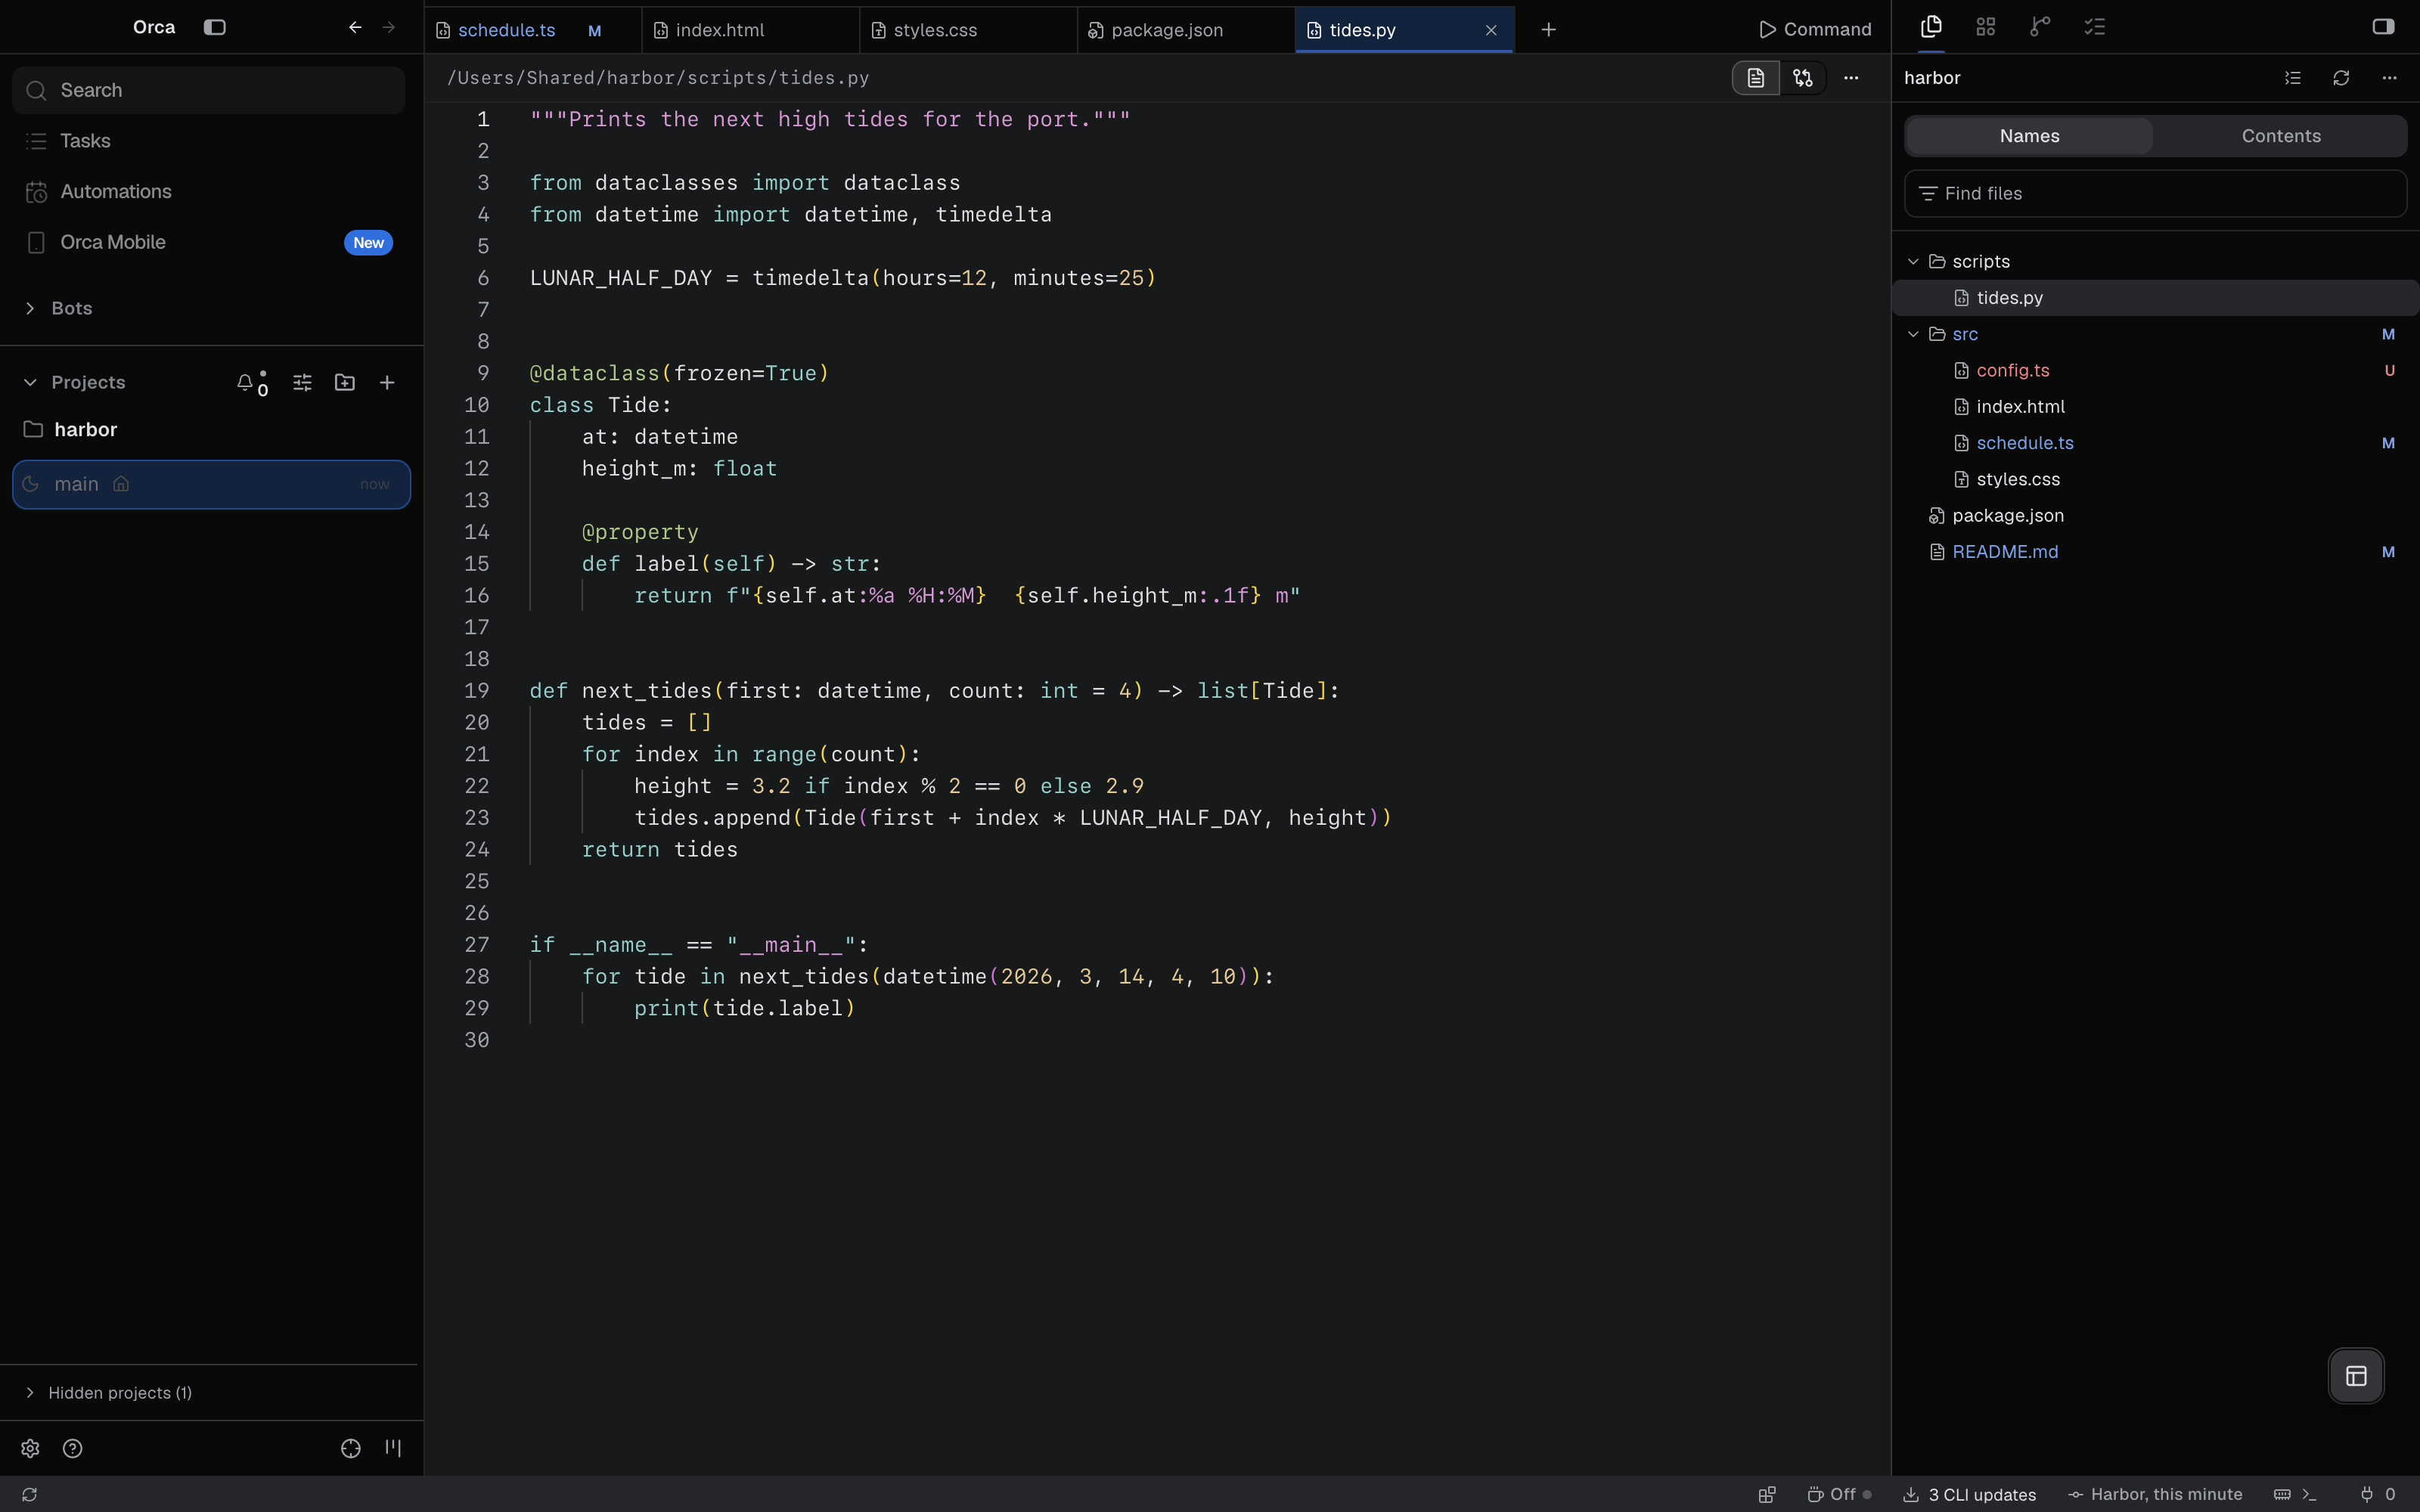 Orca
Search
Tasks
Automations
Orca Mobile New
Bots
Projects 0
harbor
main now
Hidden projects (1)
schedule.ts M index.html styles.css package.json tides.py Command
/Users/Shared/harbor/scripts/tides.py
1 """Prints the next high tides for the port."""
2
3 from dataclasses import dataclass
4 from datetime import datetime, timedelta
5
6 LUNAR_HALF_DAY = timedelta(hours=12, minutes=25)
7
8
9 @dataclass(frozen=True)
10 class Tide:
11     at: datetime
12     height_m: float
13
14     @property
15     def label(self) -> str:
16         return f"{self.at:%a %H:%M}  {self.height_m:.1f} m"
17
18
19 def next_tides(first: datetime, count: int = 4) -> list[Tide]:
20     tides = []
21     for index in range(count):
22         height = 3.2 if index % 2 == 0 else 2.9
23         tides.append(Tide(first + index * LUNAR_HALF_DAY, height))
24     return tides
25
26
27 if __name__ == "__main__":
28     for tide in next_tides(datetime(2026, 3, 14, 4, 10)):
29         print(tide.label)
30
harbor
Names Contents
Find files
scripts
tides.py
src M
config.ts U
index.html
schedule.ts M
styles.css
package.json
README.md M
Off 3 CLI updates Harbor, this minute 0